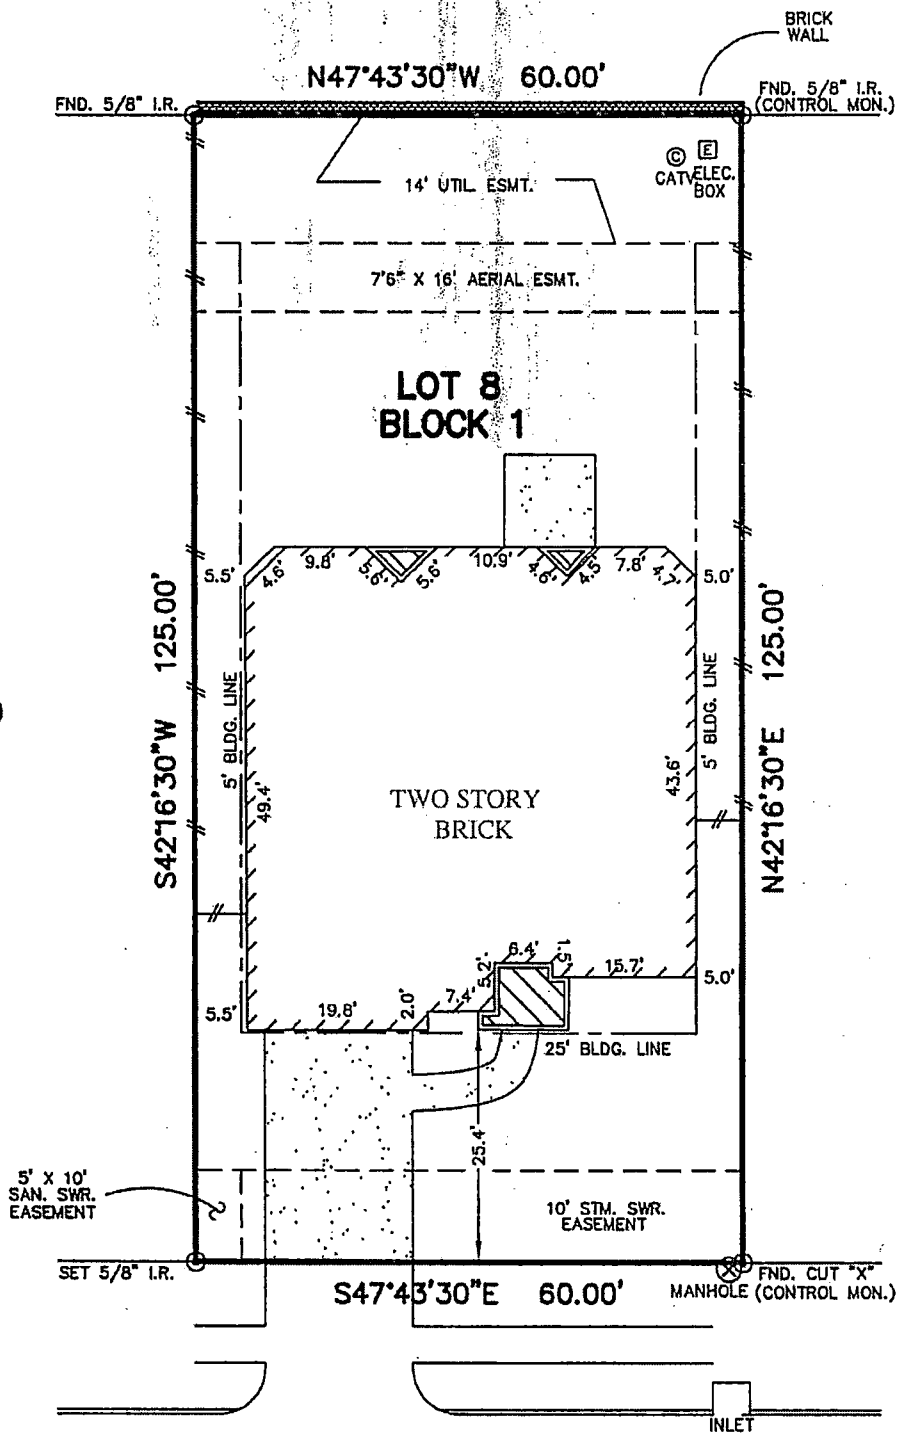 BRICK
WALL
N47°43'30"W 60.00'
FND. 5/8" I.R.
FND. 5/8" I.R.
(CONTROL MON.)
C
E
CATV
ELEC.
BOX
14' UTIL. ESMT.
7'6" X 16' AERIAL ESMT.
LOT 8
BLOCK 1
5.5'
4.6'
9.8'
5.6'
5.6'
10.9'
4.6'
4.5'
7.8'
4.7'
5.0'
S42°16'30"W 125.00'
5' BLDG. LINE
49.4'
TWO STORY
BRICK
43.6'
5' BLDG. LINE
N42°16'30"E 125.00'
6.4'
1.5'
5.2'
15.7'
5.0'
7.4'
2.0'
19.8'
5.5'
25' BLDG. LINE
25.4'
5' X 10'
SAN. SWR.
EASEMENT
10' STM. SWR.
EASEMENT
SET 5/8" I.R.
S47°43'30"E 60.00'
MANHOLE
FND. CUT "X"
(CONTROL MON.)
INLET